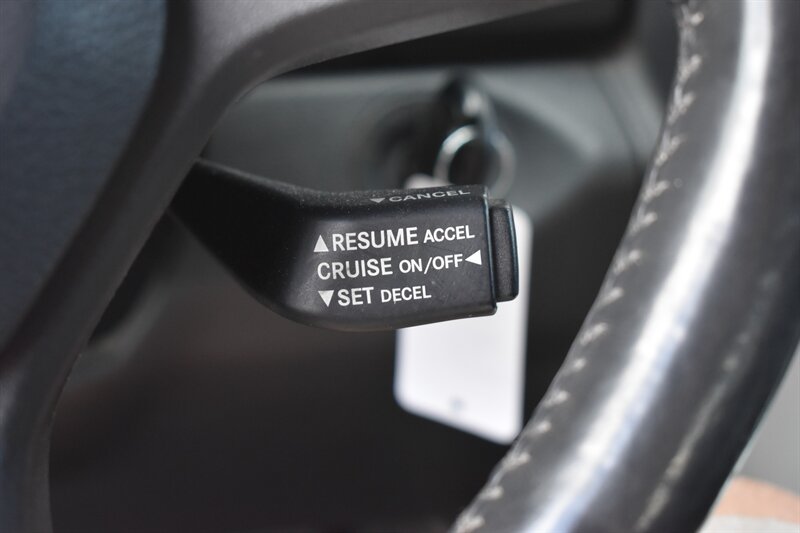 ▼CANCEL
▲RESUME ACCEL
CRUISE ON/OFF◀
▼SET DECEL